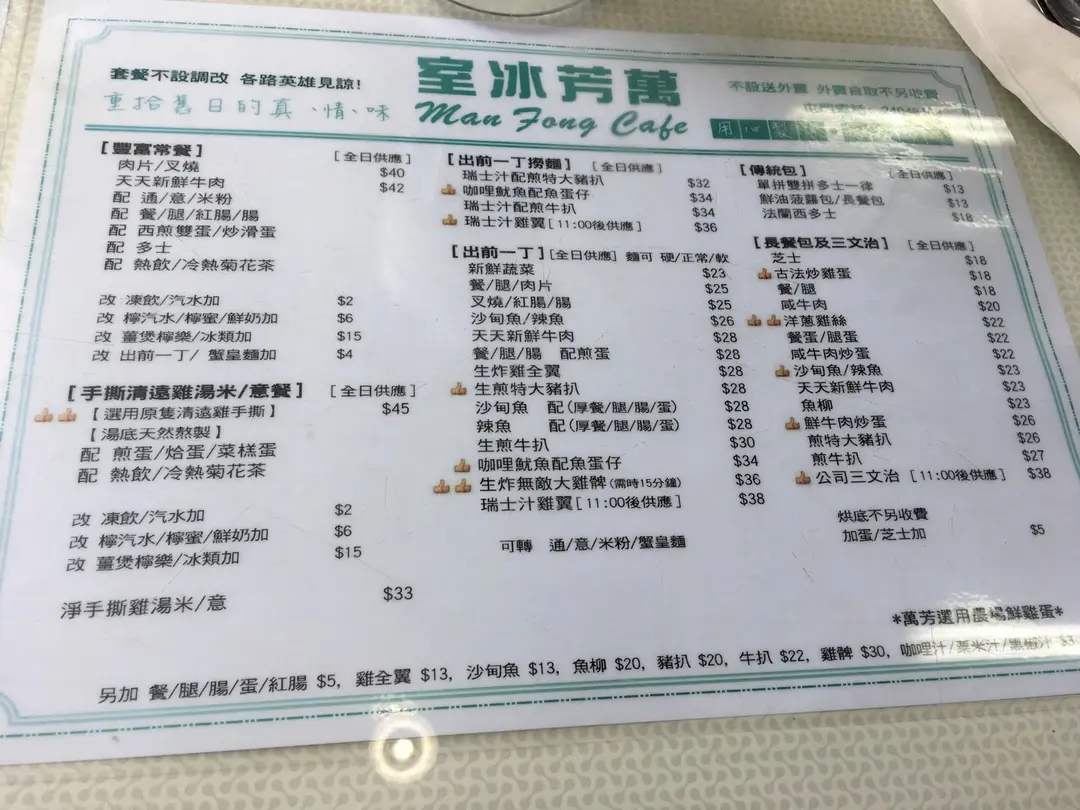 套餐不設調改 各路英雄見諒!
重拾舊日的真、情、味
室冰芳萬
Man Fong Cafe
不設送外賣 外賣自取不另收費
用心製
[豐富常餐] [全日供應]
肉片/叉燒 $40
天天新鮮牛肉 $42
配 通/意/米粉
配 餐/腿/紅腸/腸
配 西煎雙蛋/炒滑蛋
配 多士
配 熱飲/冷熱菊花茶
改 凍飲/汽水加 $2
改 檸汽水/檸蜜/鮮奶加 $6
改 薑煲檸樂/冰類加 $15
改 出前一丁/ 蟹皇麵加 $4
[手撕清遠雞湯米/意餐] [全日供應]
【選用原隻清遠雞手撕】 $45
【湯底天然熬製】
配 煎蛋/烚蛋/菜樣蛋
配 熱飲/冷熱菊花茶
改 凍飲/汽水加 $2
改 檸汽水/檸蜜/鮮奶加 $6
改 薑煲檸樂/冰類加 $15
淨手撕雞湯米/意 $33
[出前一丁撈麵] [全日供應]
瑞士汁配煎特大豬扒 $32
咖哩魷魚配魚蛋仔 $34
瑞士汁配煎牛扒 $34
瑞士汁雞翼[11:00後供應] $36
[出前一丁][全日供應] 麵可 硬/正常/軟
新鮮蔬菜 $23
餐/腿/肉片 $25
叉燒/紅腸/腸 $25
沙甸魚/辣魚 $26
天天新鮮牛肉 $28
餐/腿/腸 配煎蛋 $28
生炸雞全翼 $28
生煎特大豬扒 $28
沙甸魚 配(厚餐/腿/腸/蛋) $28
辣魚 配(厚餐/腿/腸/蛋) $28
生煎牛扒 $30
咖哩魷魚配魚蛋仔 $34
生炸無敵大雞髀(需時15分鐘) $36
瑞士汁雞翼[11:00後供應] $38
可轉 通/意/米粉/蟹皇麵
[傳統包] [全日供應]
單拼雙拼多士一律 $13
鮮油菠蘿包/長餐包 $13
法蘭西多士 $18
[長餐包及三文治] [全日供應]
芝士 $18
古法炒雞蛋 $18
餐/腿 $18
咸牛肉 $20
洋蔥雞絲 $22
餐蛋/腿蛋 $22
咸牛肉炒蛋 $22
沙甸魚/辣魚 $23
天天新鮮牛肉 $23
魚柳 $23
鮮牛肉炒蛋 $26
煎特大豬扒 $26
煎牛扒 $27
公司三文治 [11:00後供應] $38
烘底不另收費
加蛋/芝士加 $5
*萬芳選用農場鮮雞蛋*
另加 餐/腿/腸/蛋/紅腸 $5, 雞全翼 $13, 沙甸魚 $13, 魚柳 $20, 豬扒 $20, 牛扒 $22, 雞髀 $30, 咖哩汁/粟米汁/黑椒汁